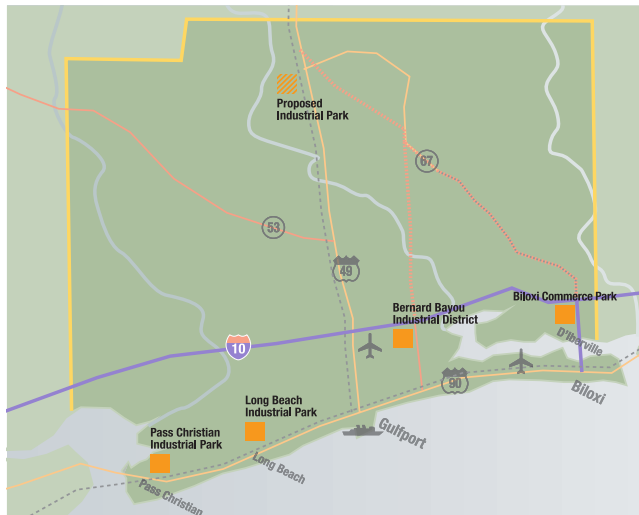 Proposed
Industrial Park
67
53
49
Biloxi Commerce Park
Bernard Bayou
Industrial District
D'Iberville
10
90
Biloxi
Long Beach
Industrial Park
Gulfport
Pass Christian
Industrial Park
Long Beach
Pass Christian